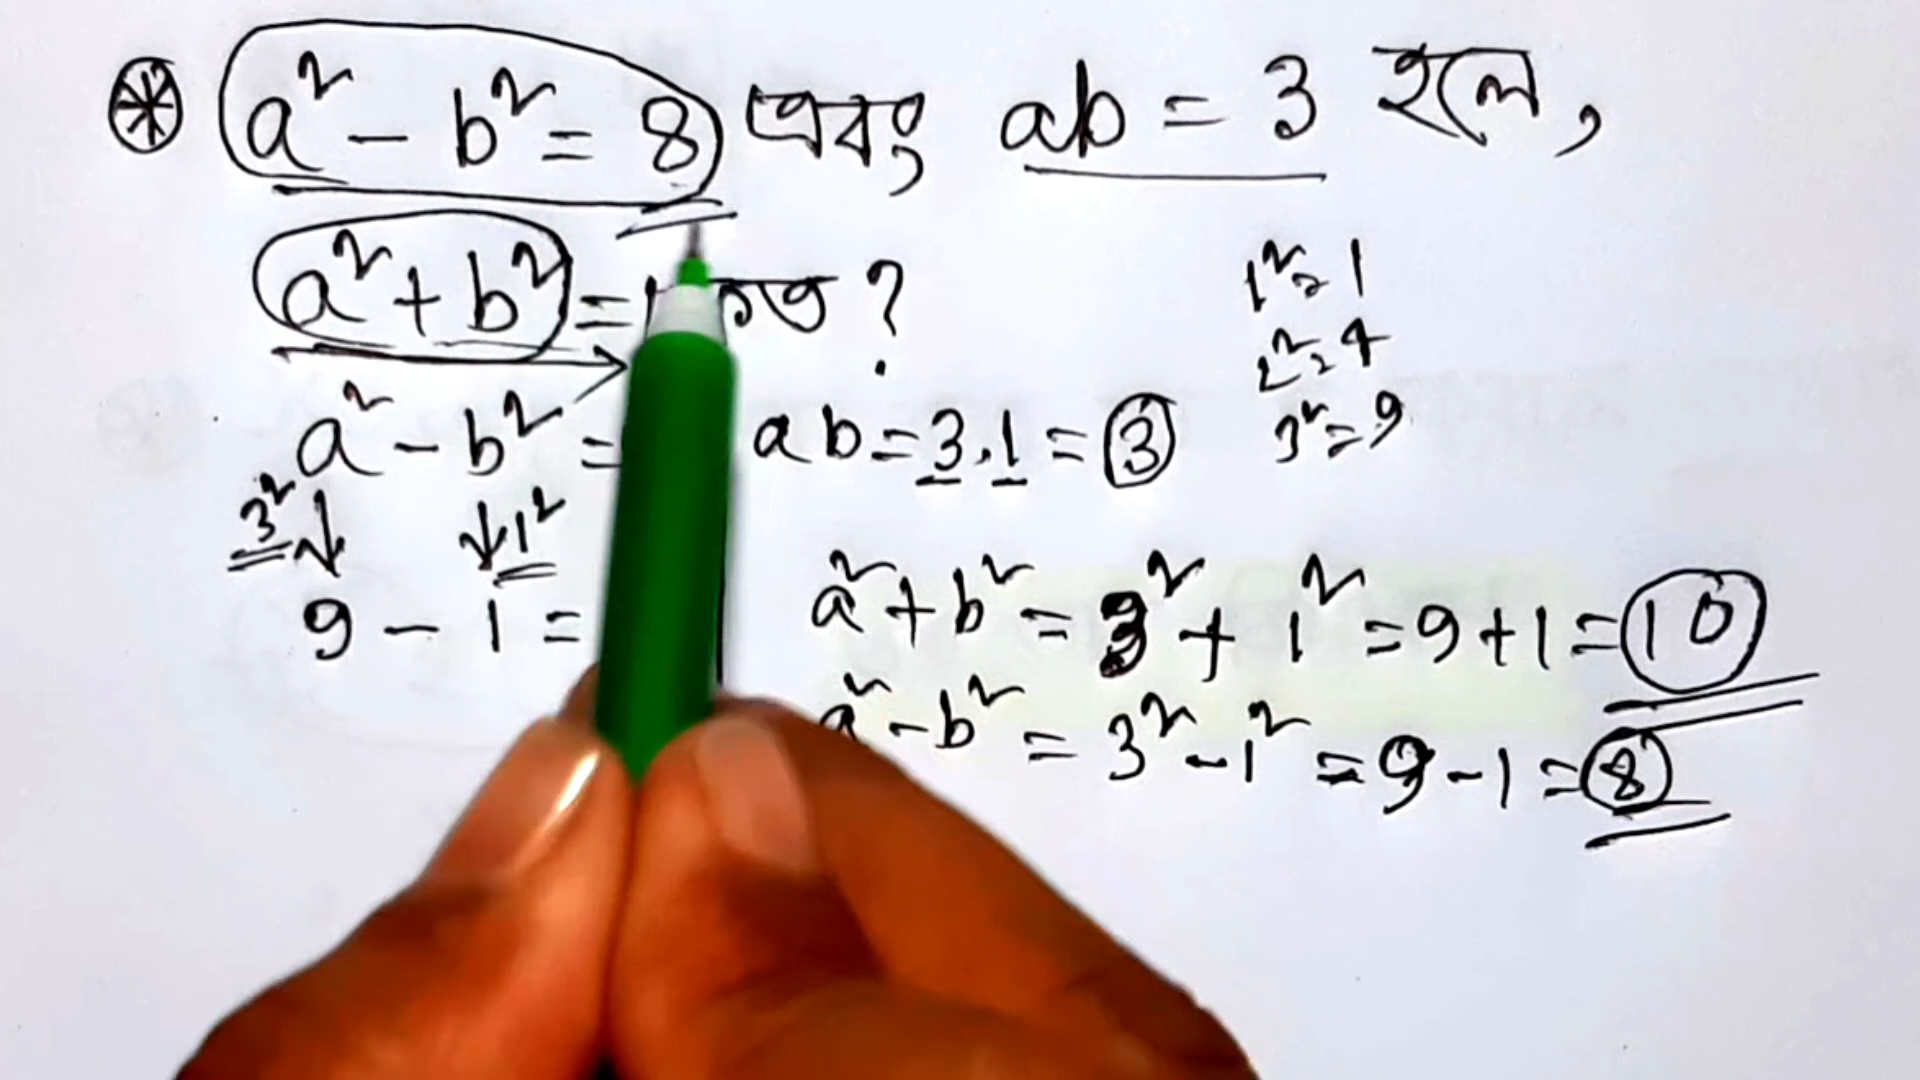 a² - b² = 8 এবং ab = 3 হলে,
a² + b² = কত ?
1² = 1
2² = 4
3² = 9
a² - b² =
ab = 3.1 = 3
3² 1²
9 - 1 =
a² + b² = 3² + 1² = 9 + 1 = 10
a² - b² = 3² - 1² = 9 - 1 = 8